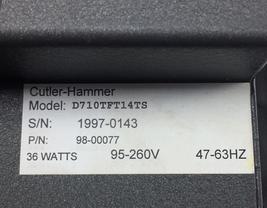 Cutler-Hammer
Model: D710TFT14TS
S/N: 1997-0143
P/N: 98-00077
36 WATTS 95-260V 47-63HZ